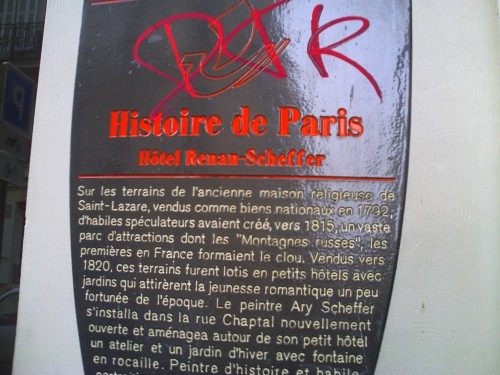 Histoire de Paris
Hôtel Renan-Scheffer
Sur les terrains de l'ancienne maison religieuse de
Saint-Lazare, vendus comme biens nationaux en 1792,
d'habiles spéculateurs avaient créé, vers 1815, un vaste
parc d'attractions dont les "Montagnes russes", les
premières en France formaient le clou. Vendus vers
1820, ces terrains furent lotis en petits hôtels avec
jardins qui attirèrent la jeunesse romantique un peu
fortunée de l'époque. Le peintre Ary Scheffer
s'installa dans la rue Chaptal nouvellement
ouverte et aménagea autour de son petit hôtel
un atelier et un jardin d'hiver avec fontaine
en rocaille. Peintre d'histoire et habile